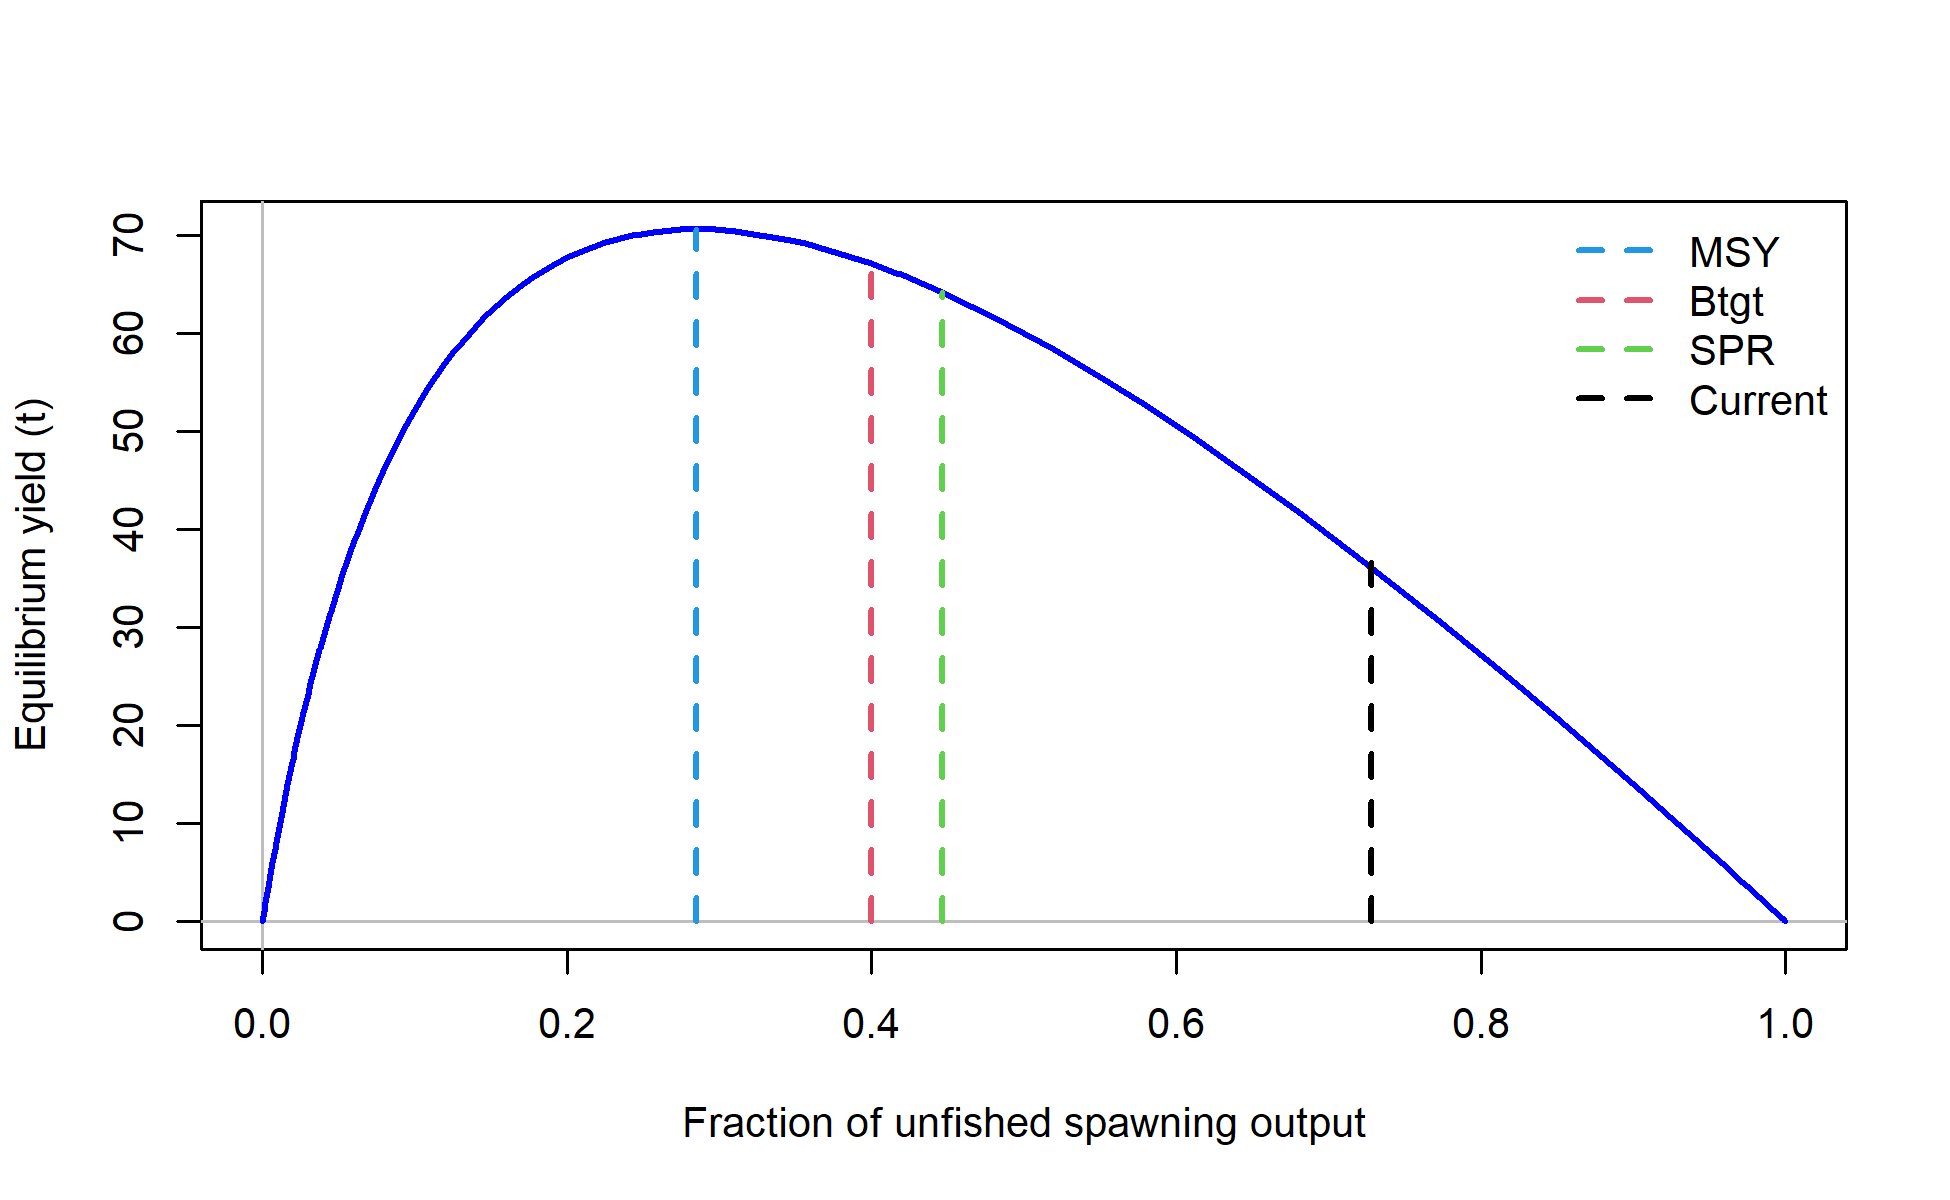 MSY
Btgt
SPR
Current
Equilibrium yield (t)
70
60
50
40
30
20
10
0
0.0 0.2 0.4 0.6 0.8 1.0
Fraction of unfished spawning output